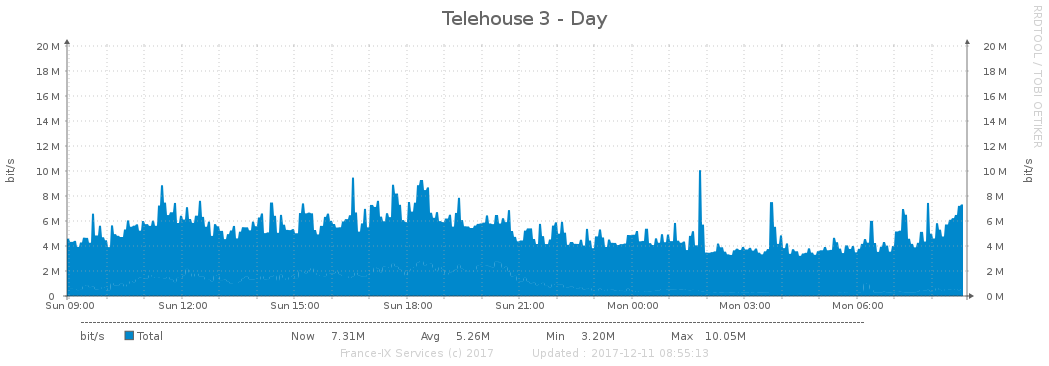 Telehouse 3 - Day
RRDTOOL / TOBI OETIKER
bit/s
20 M 20 M
18 M 18 M
16 M 16 M
14 M 14 M
12 M 12 M
10 M 10 M
8 M 8 M
6 M 6 M
4 M 4 M
2 M 2 M
0 0 M
bit/s
Sun 09:00 Sun 12:00 Sun 15:00 Sun 18:00 Sun 21:00 Mon 00:00 Mon 03:00 Mon 06:00
bit/s Total Now 7.31M Avg 5.26M Min 3.20M Max 10.05M
France-IX Services (c) 2017 Updated : 2017-12-11 08:55:13